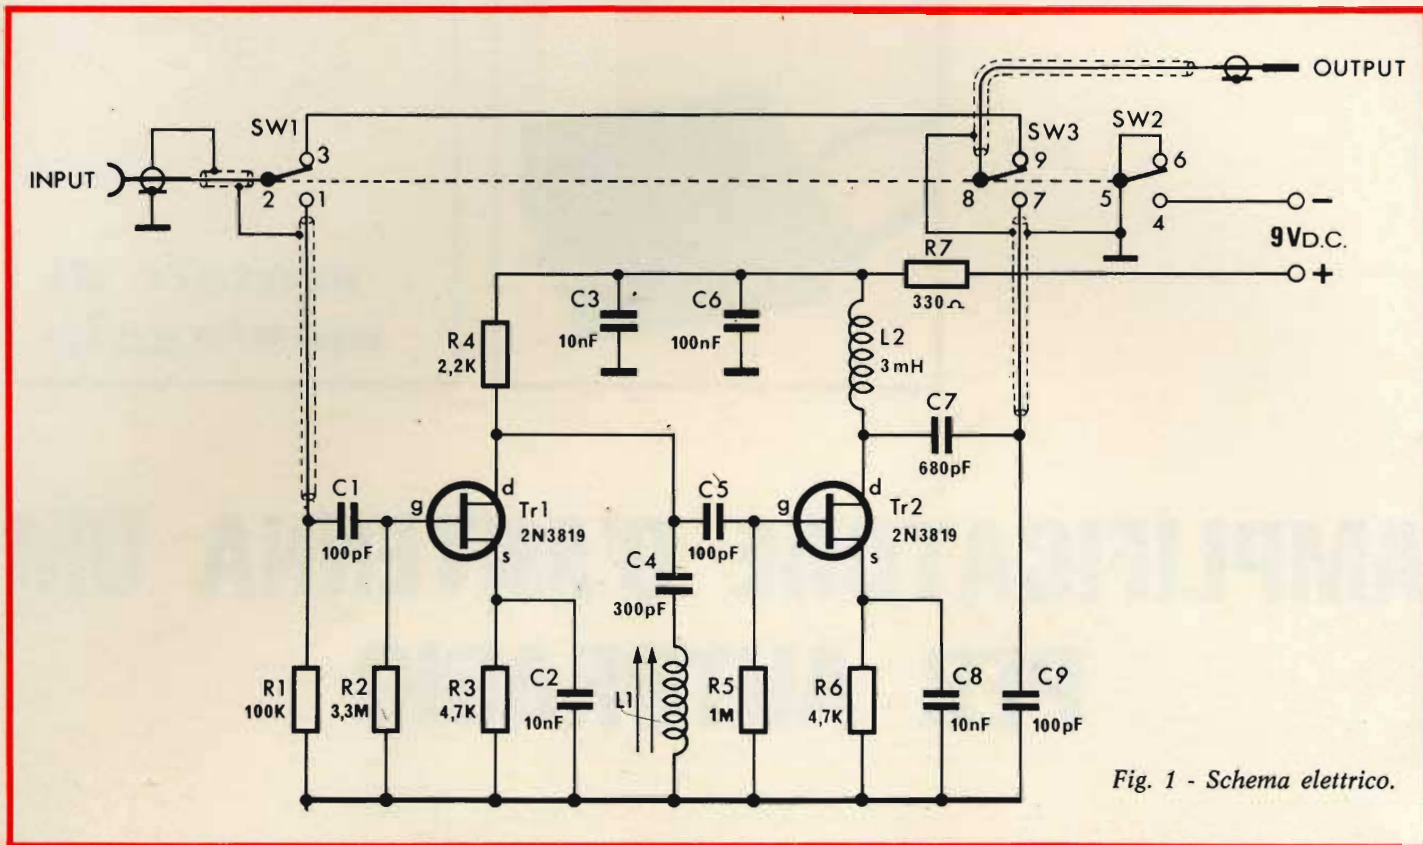 OUTPUT
SW1
SW3
SW2
3
9
6
INPUT
2
1
8
7
5
4
−
9V D.C.
+
R7
330Ω
C3
10nF
C6
100nF
R4
2,2K
L2
3mH
C7
680pF
C1
100pF
g
d
s
Tr1
2N3819
C5
100pF
g
d
s
Tr2
2N3819
C4
300pF
R1
100K
R2
3,3M
R3
4,7K
C2
10nF
L1
R5
1M
R6
4,7K
C8
10nF
C9
100pF
Fig. 1 - Schema elettrico.